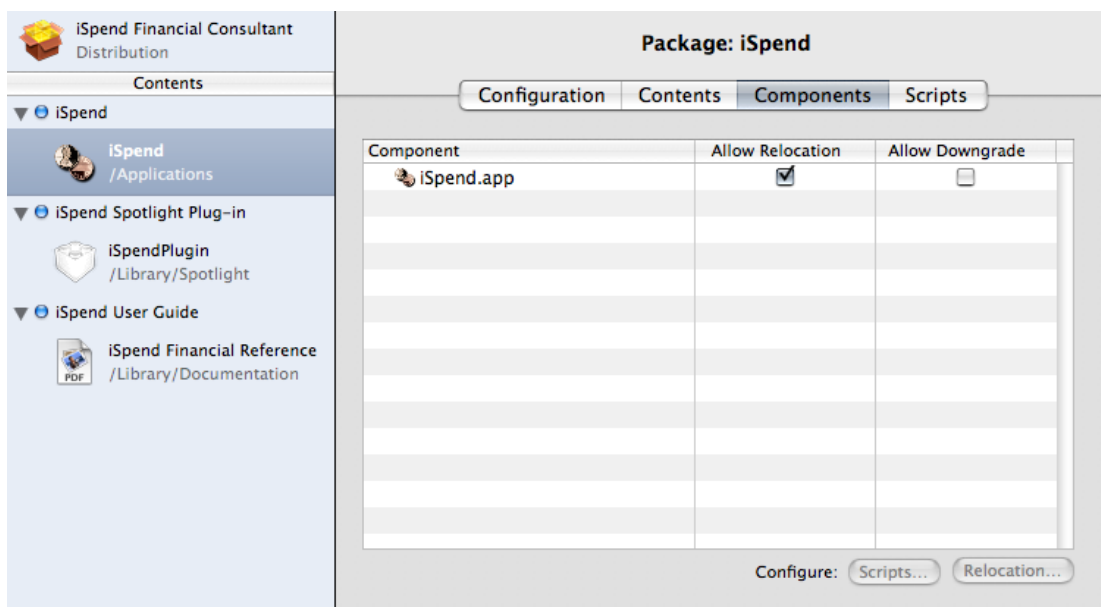 iSpend Financial Consultant
Distribution
Contents
iSpend
iSpend
/Applications
iSpend Spotlight Plug-in
iSpendPlugin
/Library/Spotlight
iSpend User Guide
PDF
iSpend Financial Reference
/Library/Documentation
Package: iSpend
Configuration Contents Components Scripts
Component Allow Relocation Allow Downgrade
iSpend.app
Configure: Scripts... Relocation...